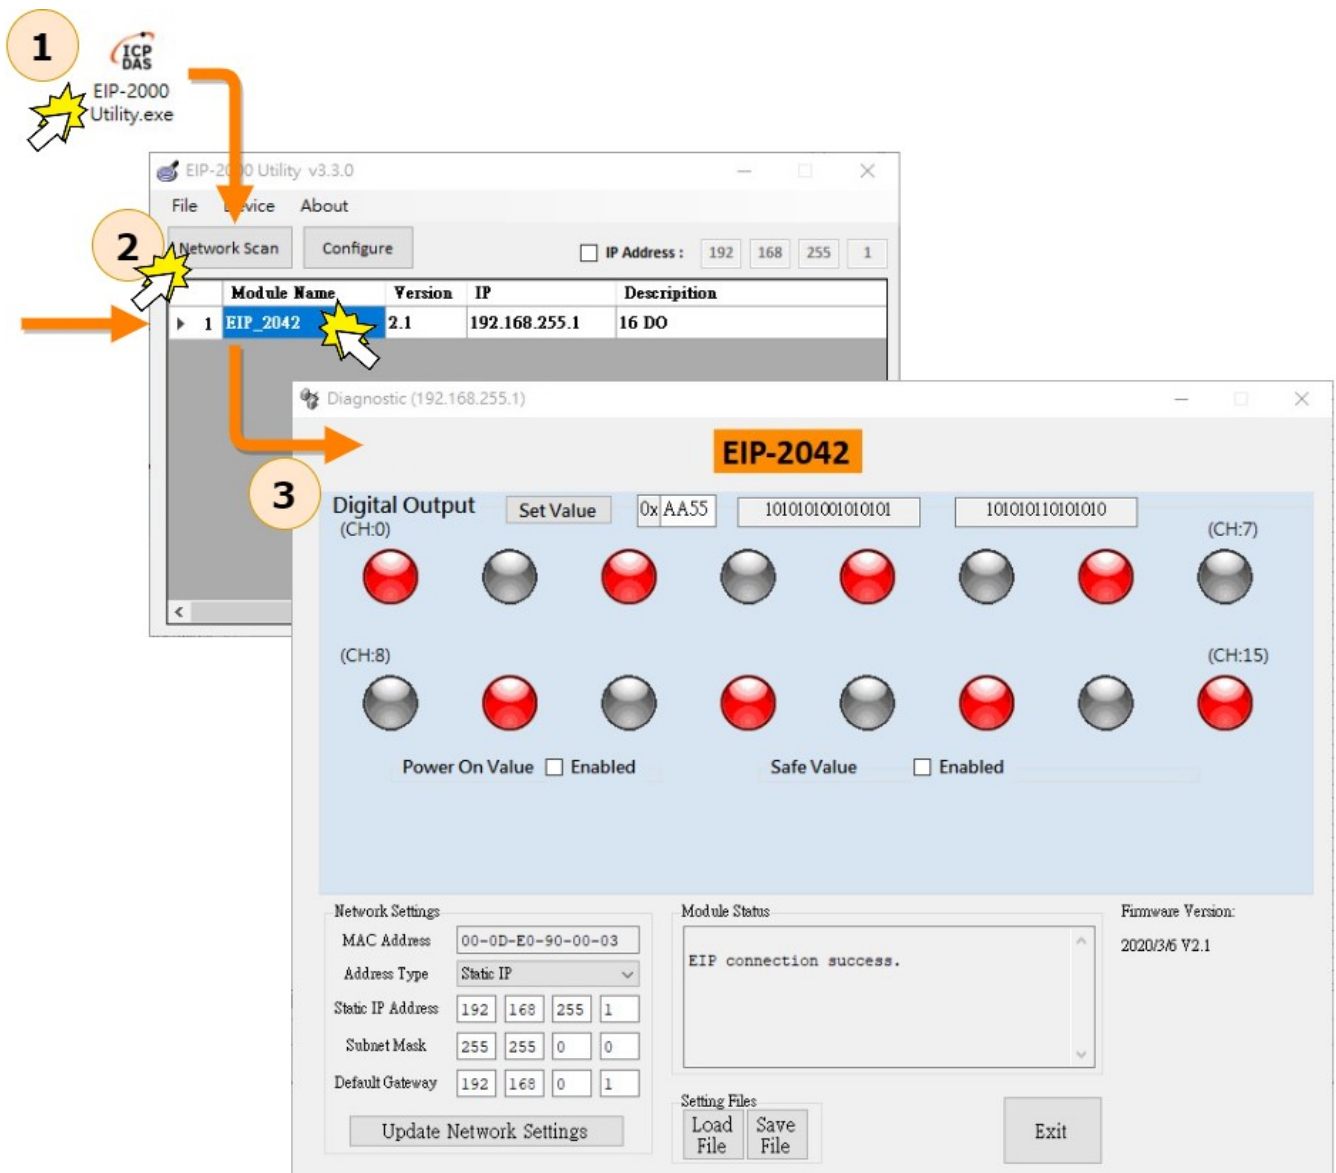 1
ICP
DAS
EIP-2000
Utility.exe
EIP-2000 Utility v3.3.0
File Device About
2
Network Scan Configure IP Address : 192 168 255 1
Module Name Version IP Descripition
1 EIP_2042 2.1 192.168.255.1 16 DO
Diagnostic (192.168.255.1)
EIP-2042
3
Digital Output Set Value 0x AA55 1010101001010101 101010110101010
(CH:0) (CH:7)
(CH:8) (CH:15)
Power On Value Enabled Safe Value Enabled
Network Settings Module Status Firmware Version:
MAC Address 00-0D-E0-90-00-03 2020/3/6 V2.1
EIP connection success.
Address Type Static IP
Static IP Address 192 168 255 1
Subnet Mask 255 255 0 0
Default Gateway 192 168 0 1
Setting Files
Update Network Settings Load File Save File Exit